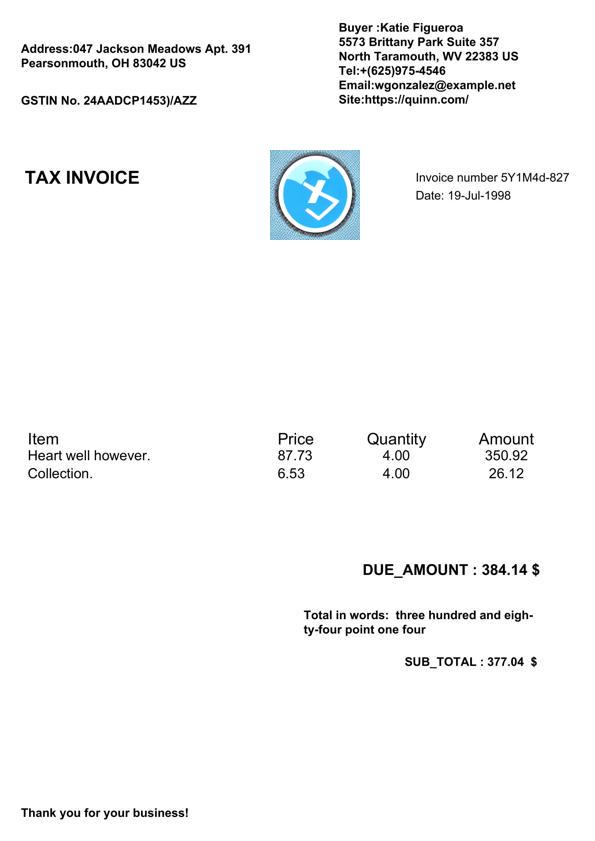 Address:047 Jackson Meadows Apt. 391
Pearsonmouth, OH 83042 US
GSTIN No. 24AADCP1453)/AZZ
Buyer :Katie Figueroa
5573 Brittany Park Suite 357
North Taramouth, WV 22383 US
Tel:+(625)975-4546
Email:wgonzalez@example.net
Site:https://quinn.com/
TAX INVOICE
Invoice number 5Y1M4d-827
Date: 19-Jul-1998
Item Price Quantity Amount
Heart well however. 87.73 4.00 350.92
Collection. 6.53 4.00 26.12
DUE_AMOUNT : 384.14 $
Total in words: three hundred and eigh-
ty-four point one four
SUB_TOTAL : 377.04 $
Thank you for your business!